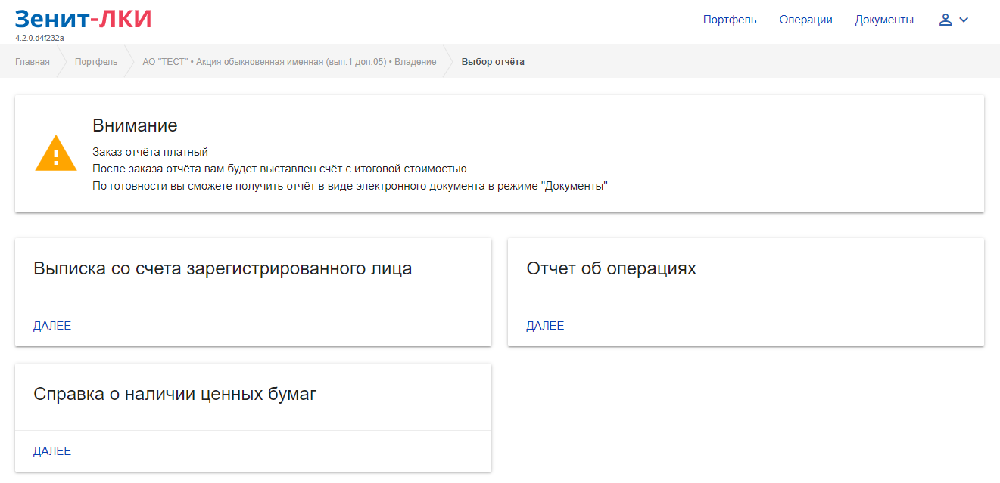 Зенит-ЛКИ
4.2.0.d4f232a
Портфель Операции Документы
Главная Портфель АО "ТЕСТ" • Акция обыкновенная именная (вып.1 доп.05) • Владение Выбор отчёта
Внимание
Заказ отчёта платный
После заказа отчёта вам будет выставлен счёт с итоговой стоимостью
По готовности вы сможете получить отчёт в виде электронного документа в режиме "Документы"
Выписка со счета зарегистрированного лица
ДАЛЕЕ
Отчет об операциях
ДАЛЕЕ
Справка о наличии ценных бумаг
ДАЛЕЕ